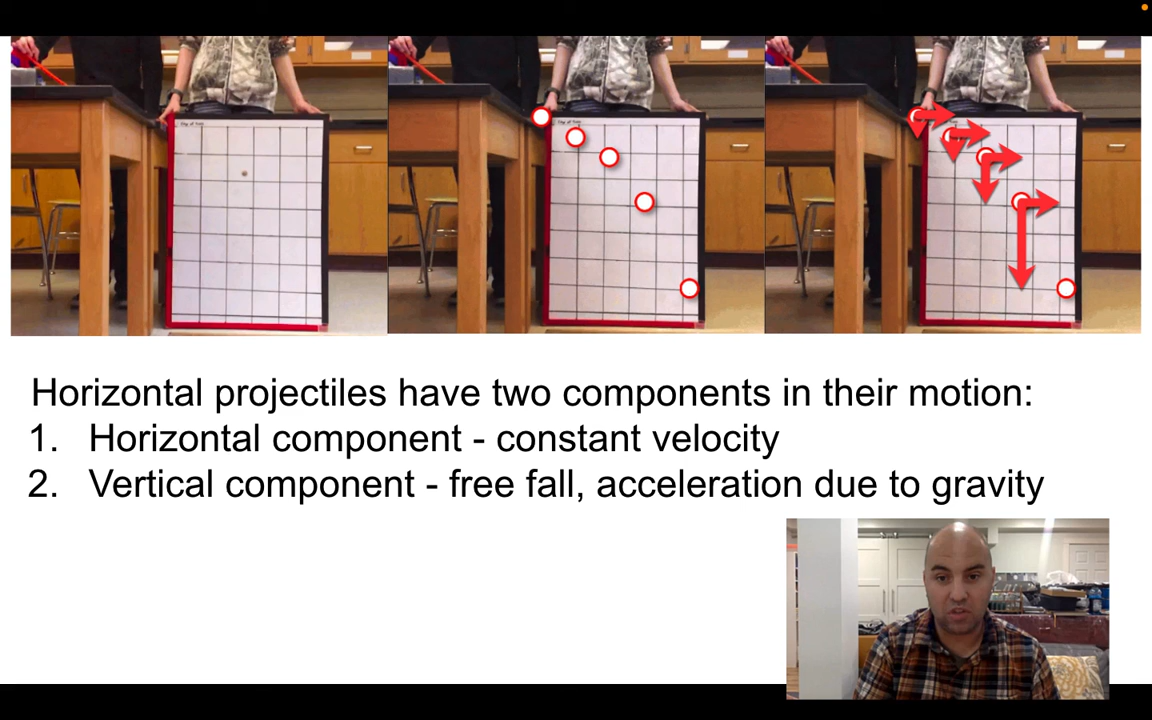 Horizontal projectiles have two components in their motion:
1. Horizontal component - constant velocity
2. Vertical component - free fall, acceleration due to gravity